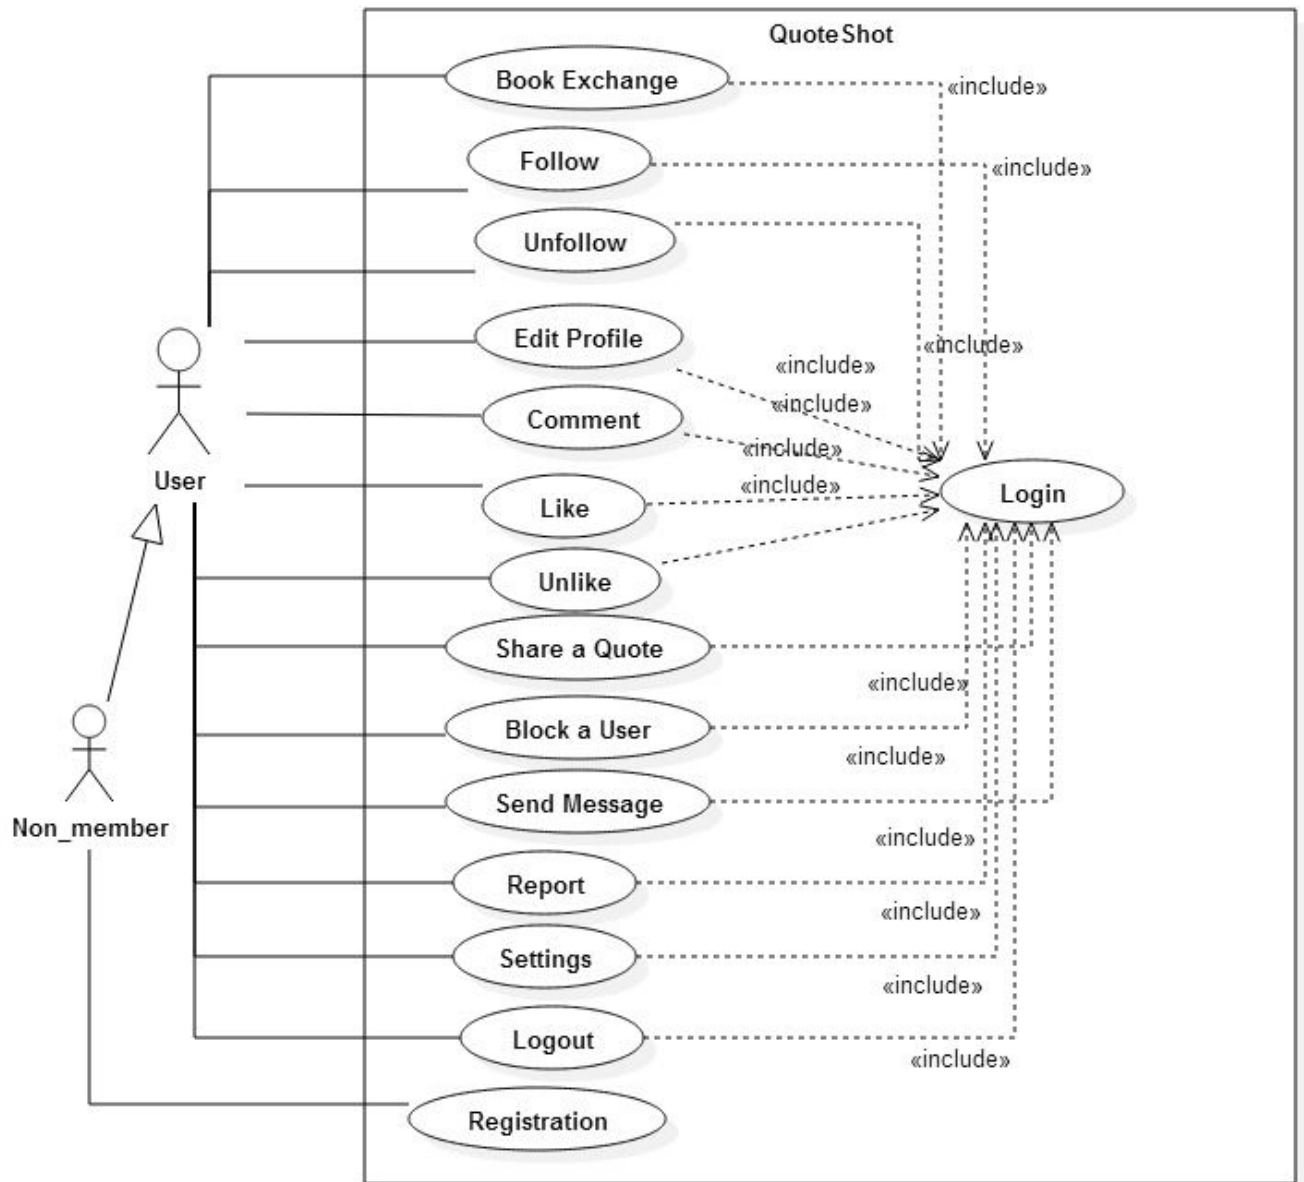 QuoteShot
Book Exchange
«include»
Follow
«include»
Unfollow
Edit Profile
«include»
«include»
«include»
Comment
«include»
User
Like
«include»
Login
Unlike
Share a Quote
«include»
Block a User
«include»
Send Message
Non_member
«include»
Report
«include»
Settings
«include»
Logout
«include»
Registration